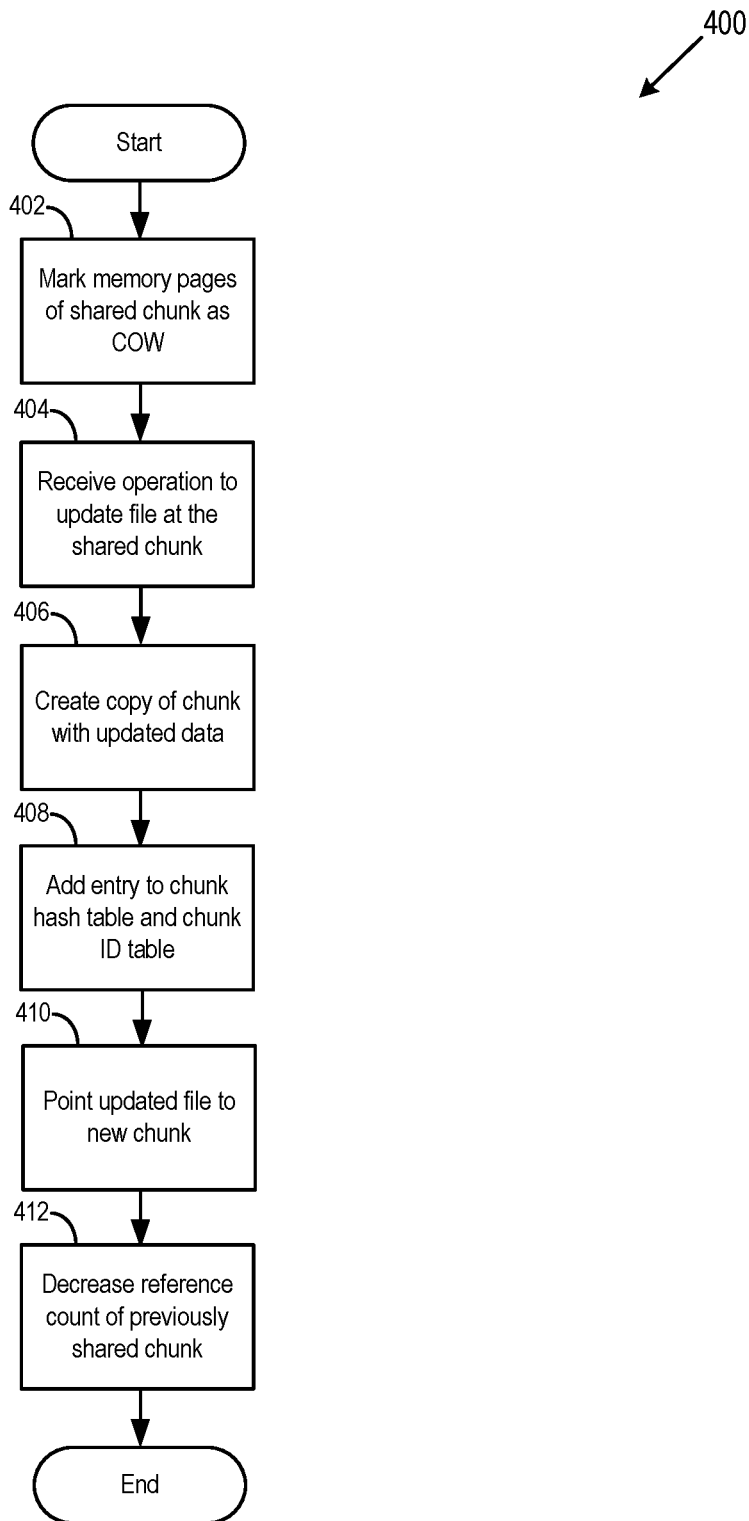 400
Start
402
Mark memory pages
of shared chunk as
COW
404
Receive operation to
update file at the
shared chunk
406
Create copy of chunk
with updated data
408
Add entry to chunk
hash table and chunk
ID table
410
Point updated file to
new chunk
412
Decrease reference
count of previously
shared chunk
End